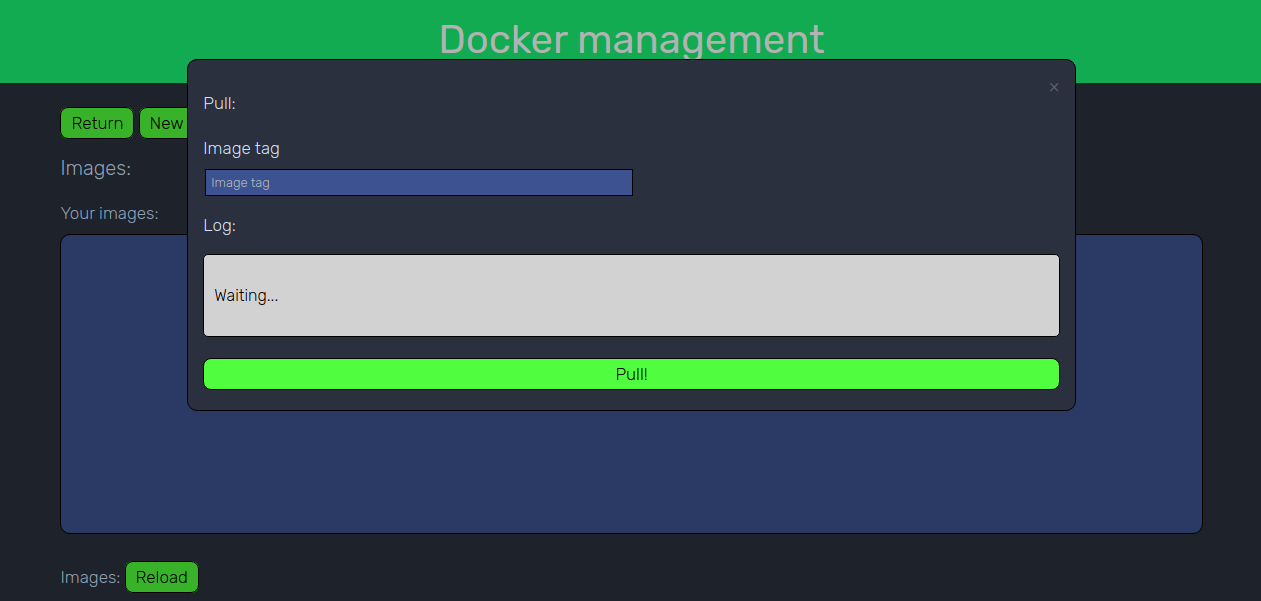 Docker management
×
Pull:
Return New
Image tag
Images:
Image tag
Your images:
Log:
Waiting...
Pull!
Images: Reload